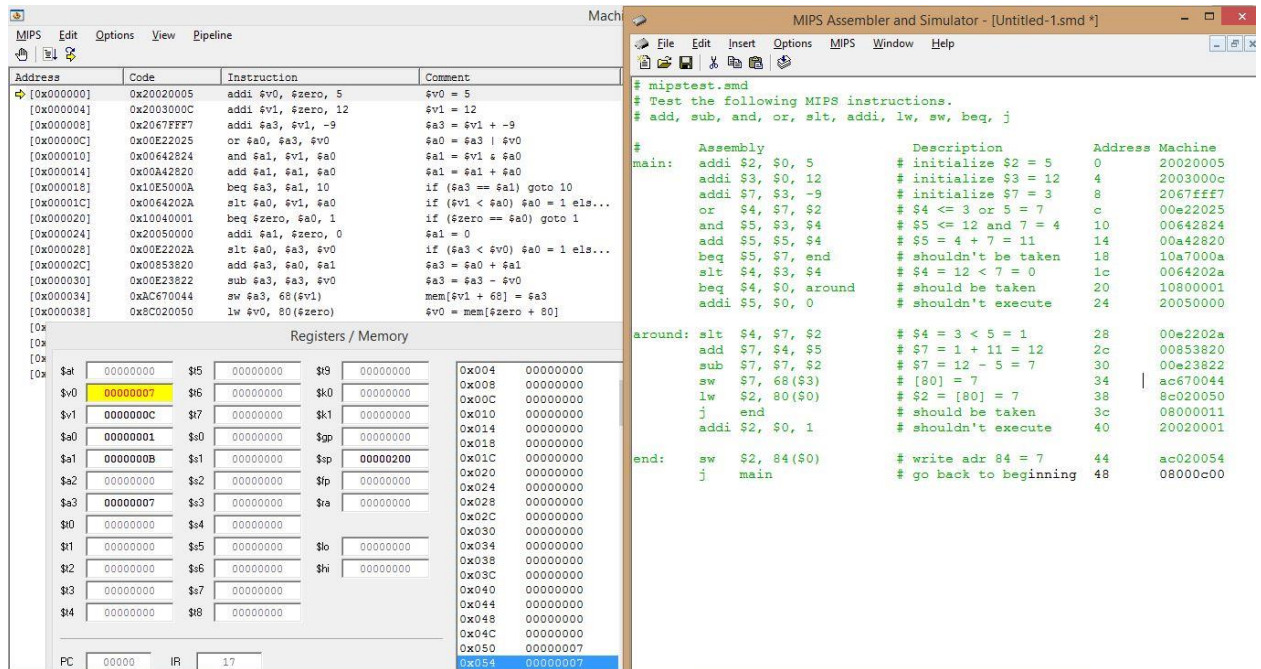 Machi
MIPS Edit Options View Pipeline
Address Code Instruction Comment
[0x000000] 0x20020005 addi $v0, $zero, 5 $v0 = 5
[0x000004] 0x2003000C addi $v1, $zero, 12 $v1 = 12
[0x000008] 0x2067FFF7 addi $a3, $v1, -9 $a3 = $v1 + -9
[0x00000C] 0x00E22025 or $a0, $a3, $v0 $a0 = $a3 | $v0
[0x000010] 0x00642824 and $a1, $v1, $a0 $a1 = $v1 & $a0
[0x000014] 0x00A42820 add $a1, $a1, $a0 $a1 = $a1 + $a0
[0x000018] 0x10E5000A beq $a3, $a1, 10 if ($a3 == $a1) goto 10
[0x00001C] 0x0064202A slt $a0, $v1, $a0 if ($v1 < $a0) $a0 = 1 els...
[0x000020] 0x10040001 beq $zero, $a0, 1 if ($zero == $a0) goto 1
[0x000024] 0x20050000 addi $a1, $zero, 0 $a1 = 0
[0x000028] 0x00E2202A slt $a0, $a3, $v0 if ($a3 < $v0) $a0 = 1 els...
[0x00002C] 0x00853820 add $a3, $a0, $a1 $a3 = $a0 + $a1
[0x000030] 0x00E23822 sub $a3, $a3, $v0 $a3 = $a3 - $v0
[0x000034] 0xAC670044 sw $a3, 68($v1) mem[$v1 + 68] = $a3
[0x000038] 0x8C020050 lw $v0, 80($zero) $v0 = mem[$zero + 80]
[0x
[0x
[0x
[0x
Registers / Memory
$at 00000000 $t5 00000000 $t9 00000000
$v0 00000007 $t6 00000000 $k0 00000000
$v1 0000000C $t7 00000000 $k1 00000000
$a0 00000001 $s0 00000000 $gp 00000000
$a1 0000000B $s1 00000000 $sp 00000200
$a2 00000000 $s2 00000000 $fp 00000000
$a3 00000007 $s3 00000000 $ra 00000000
$t0 00000000 $s4 00000000
$t1 00000000 $s5 00000000 $lo 00000000
$t2 00000000 $s6 00000000 $hi 00000000
$t3 00000000 $s7 00000000
$t4 00000000 $t8 00000000
PC 00000 IR 17
0x004 00000000
0x008 00000000
0x00C 00000000
0x010 00000000
0x014 00000000
0x018 00000000
0x01C 00000000
0x020 00000000
0x024 00000000
0x028 00000000
0x02C 00000000
0x030 00000000
0x034 00000000
0x038 00000000
0x03C 00000000
0x040 00000000
0x044 00000000
0x048 00000000
0x04C 00000000
0x050 00000007
0x054 00000007
MIPS Assembler and Simulator - [Untitled-1.smd *]
File Edit Insert Options MIPS Window Help
# mipstest.smd
# Test the following MIPS instructions.
# add, sub, and, or, slt, addi, lw, sw, beq, j
# Assembly Description Address Machine
main: addi $2, $0, 5 # initialize $2 = 5 0 20020005
addi $3, $0, 12 # initialize $3 = 12 4 2003000c
addi $7, $3, -9 # initialize $7 = 3 8 2067fff7
or $4, $7, $2 # $4 <= 3 or 5 = 7 c 00e22025
and $5, $3, $4 # $5 <= 12 and 7 = 4 10 00642824
add $5, $5, $4 # $5 = 4 + 7 = 11 14 00a42820
beq $5, $7, end # shouldn't be taken 18 10a7000a
slt $4, $3, $4 # $4 = 12 < 7 = 0 1c 0064202a
beq $4, $0, around # should be taken 20 10800001
addi $5, $0, 0 # shouldn't execute 24 20050000
around: slt $4, $7, $2 # $4 = 3 < 5 = 1 28 00e2202a
add $7, $4, $5 # $7 = 1 + 11 = 12 2c 00853820
sub $7, $7, $2 # $7 = 12 - 5 = 7 30 00e23822
sw $7, 68($3) # [80] = 7 34 ac670044
lw $2, 80($0) # $2 = [80] = 7 38 8c020050
j end # should be taken 3c 08000011
addi $2, $0, 1 # shouldn't execute 40 20020001
end: sw $2, 84($0) # write adr 84 = 7 44 ac020054
j main # go back to beginning 48 08000c00